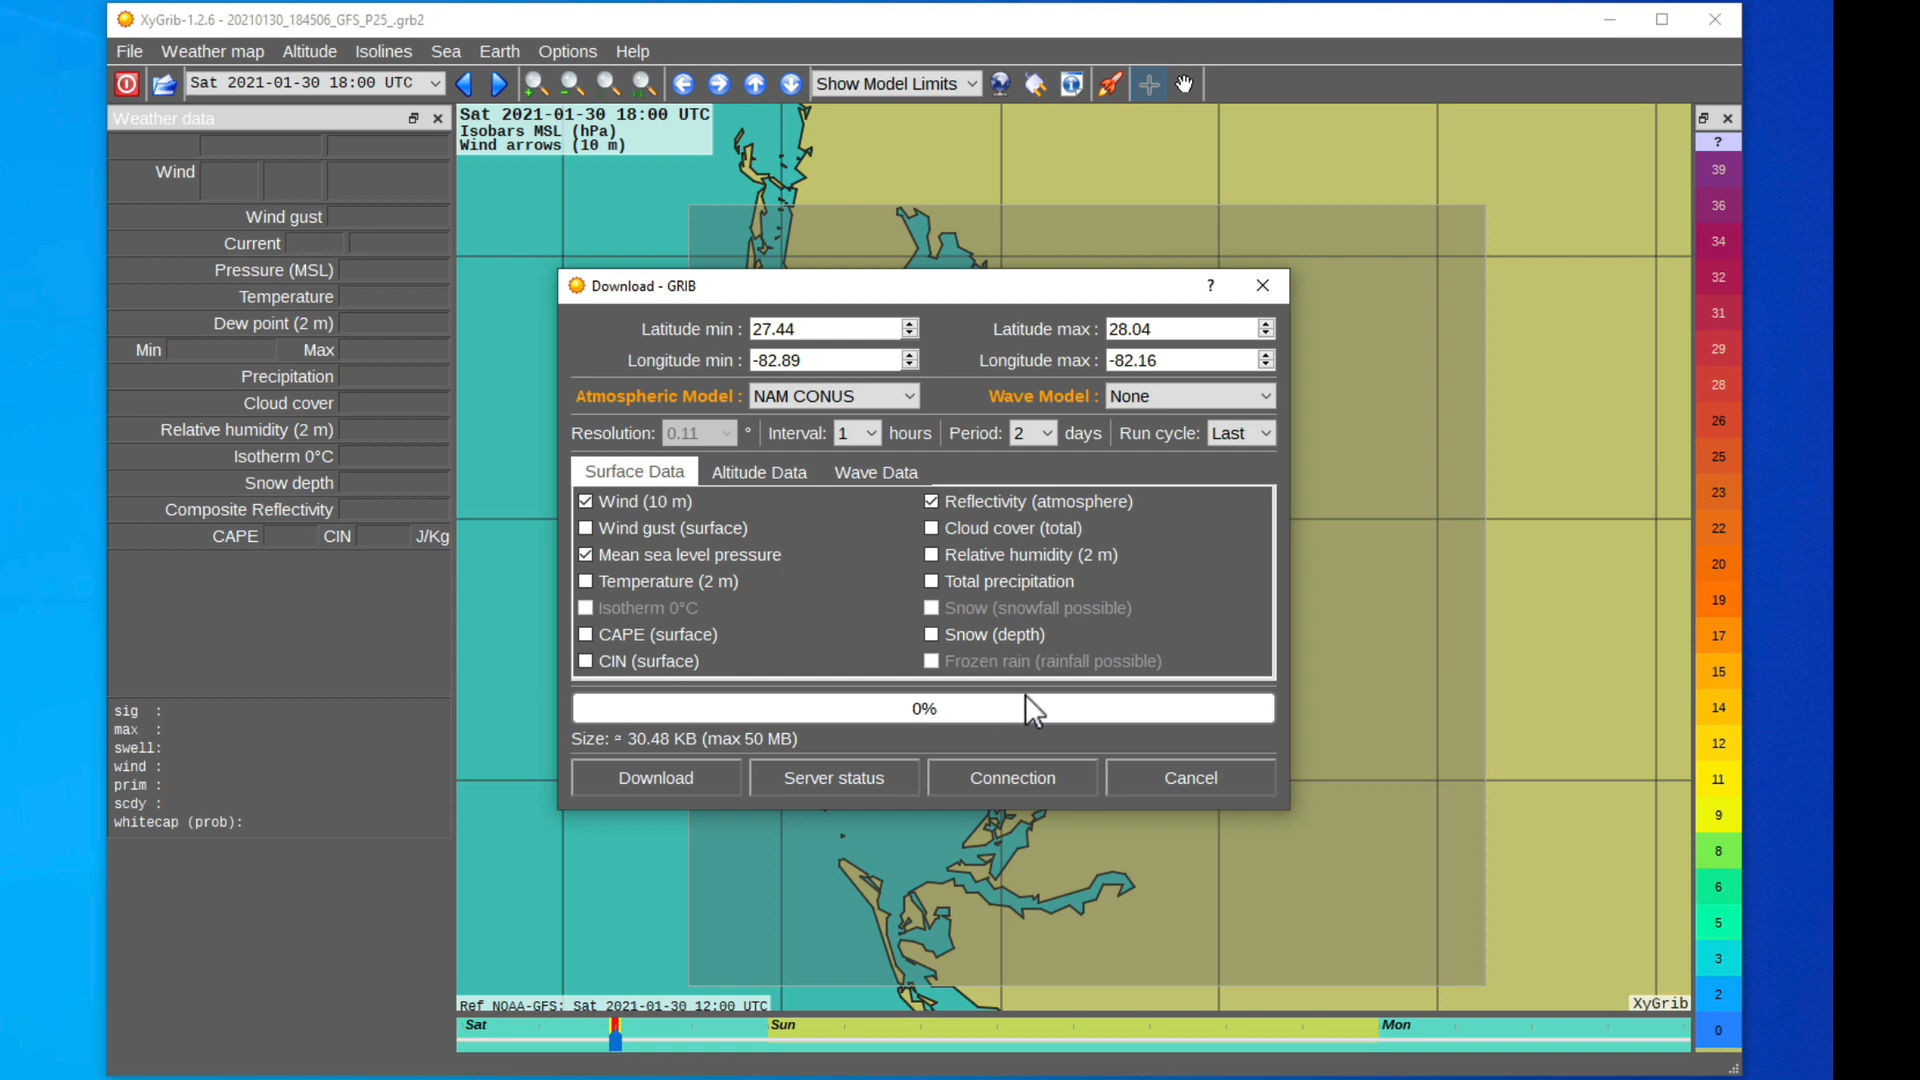 XyGrib-1.2.6 - 20210130_184506_GFS_P25_.grb2
File Weather map Altitude Isolines Sea Earth Options Help
Sat 2021-01-30 18:00 UTC Show Model Limits
Weather data
Wind
Wind gust
Current
Pressure (MSL)
Temperature
Dew point (2 m)
Min Max
Precipitation
Cloud cover
Relative humidity (2 m)
Isotherm 0°C
Snow depth
Composite Reflectivity
CAPE CIN J/Kg
sig :
max :
swell:
wind :
prim :
scdy :
whitecap (prob):
Sat 2021-01-30 18:00 UTC
Isobars MSL (hPa)
Wind arrows (10 m)
Download - GRIB ?
Latitude min : 27.44 Latitude max : 28.04
Longitude min : -82.89 Longitude max : -82.16
Atmospheric Model : NAM CONUS Wave Model : None
Resolution: 0.11 ° Interval: 1 hours Period: 2 days Run cycle: Last
Surface Data Altitude Data Wave Data
Wind (10 m) Reflectivity (atmosphere)
Wind gust (surface) Cloud cover (total)
Mean sea level pressure Relative humidity (2 m)
Temperature (2 m) Total precipitation
Isotherm 0°C Snow (snowfall possible)
CAPE (surface) Snow (depth)
CIN (surface) Frozen rain (rainfall possible)
0%
Size: ≃ 30.48 KB (max 50 MB)
Download Server status Connection Cancel
Ref NOAA-GFS: Sat 2021-01-30 12:00 UTC XyGrib
Sat Sun Mon
?
39
36
34
32
31
29
28
26
25
23
22
20
19
17
15
14
12
11
9
8
6
5
3
2
0